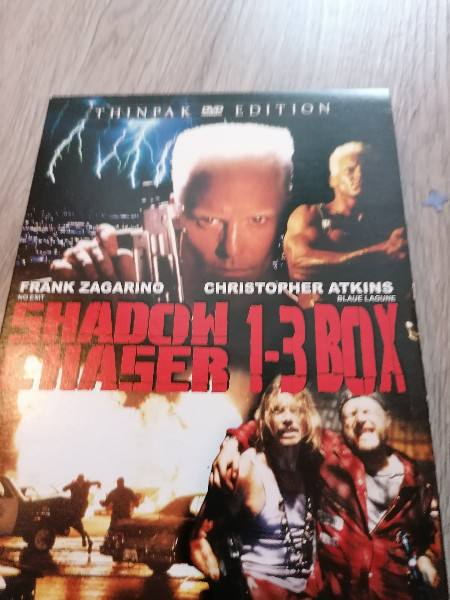 THINPAK DVD EDITION
FRANK ZAGARINO CHRISTOPHER ATKINS
NO EXIT BLAUE LAGUNE
SHADOW
CHASER 1-3 BOX